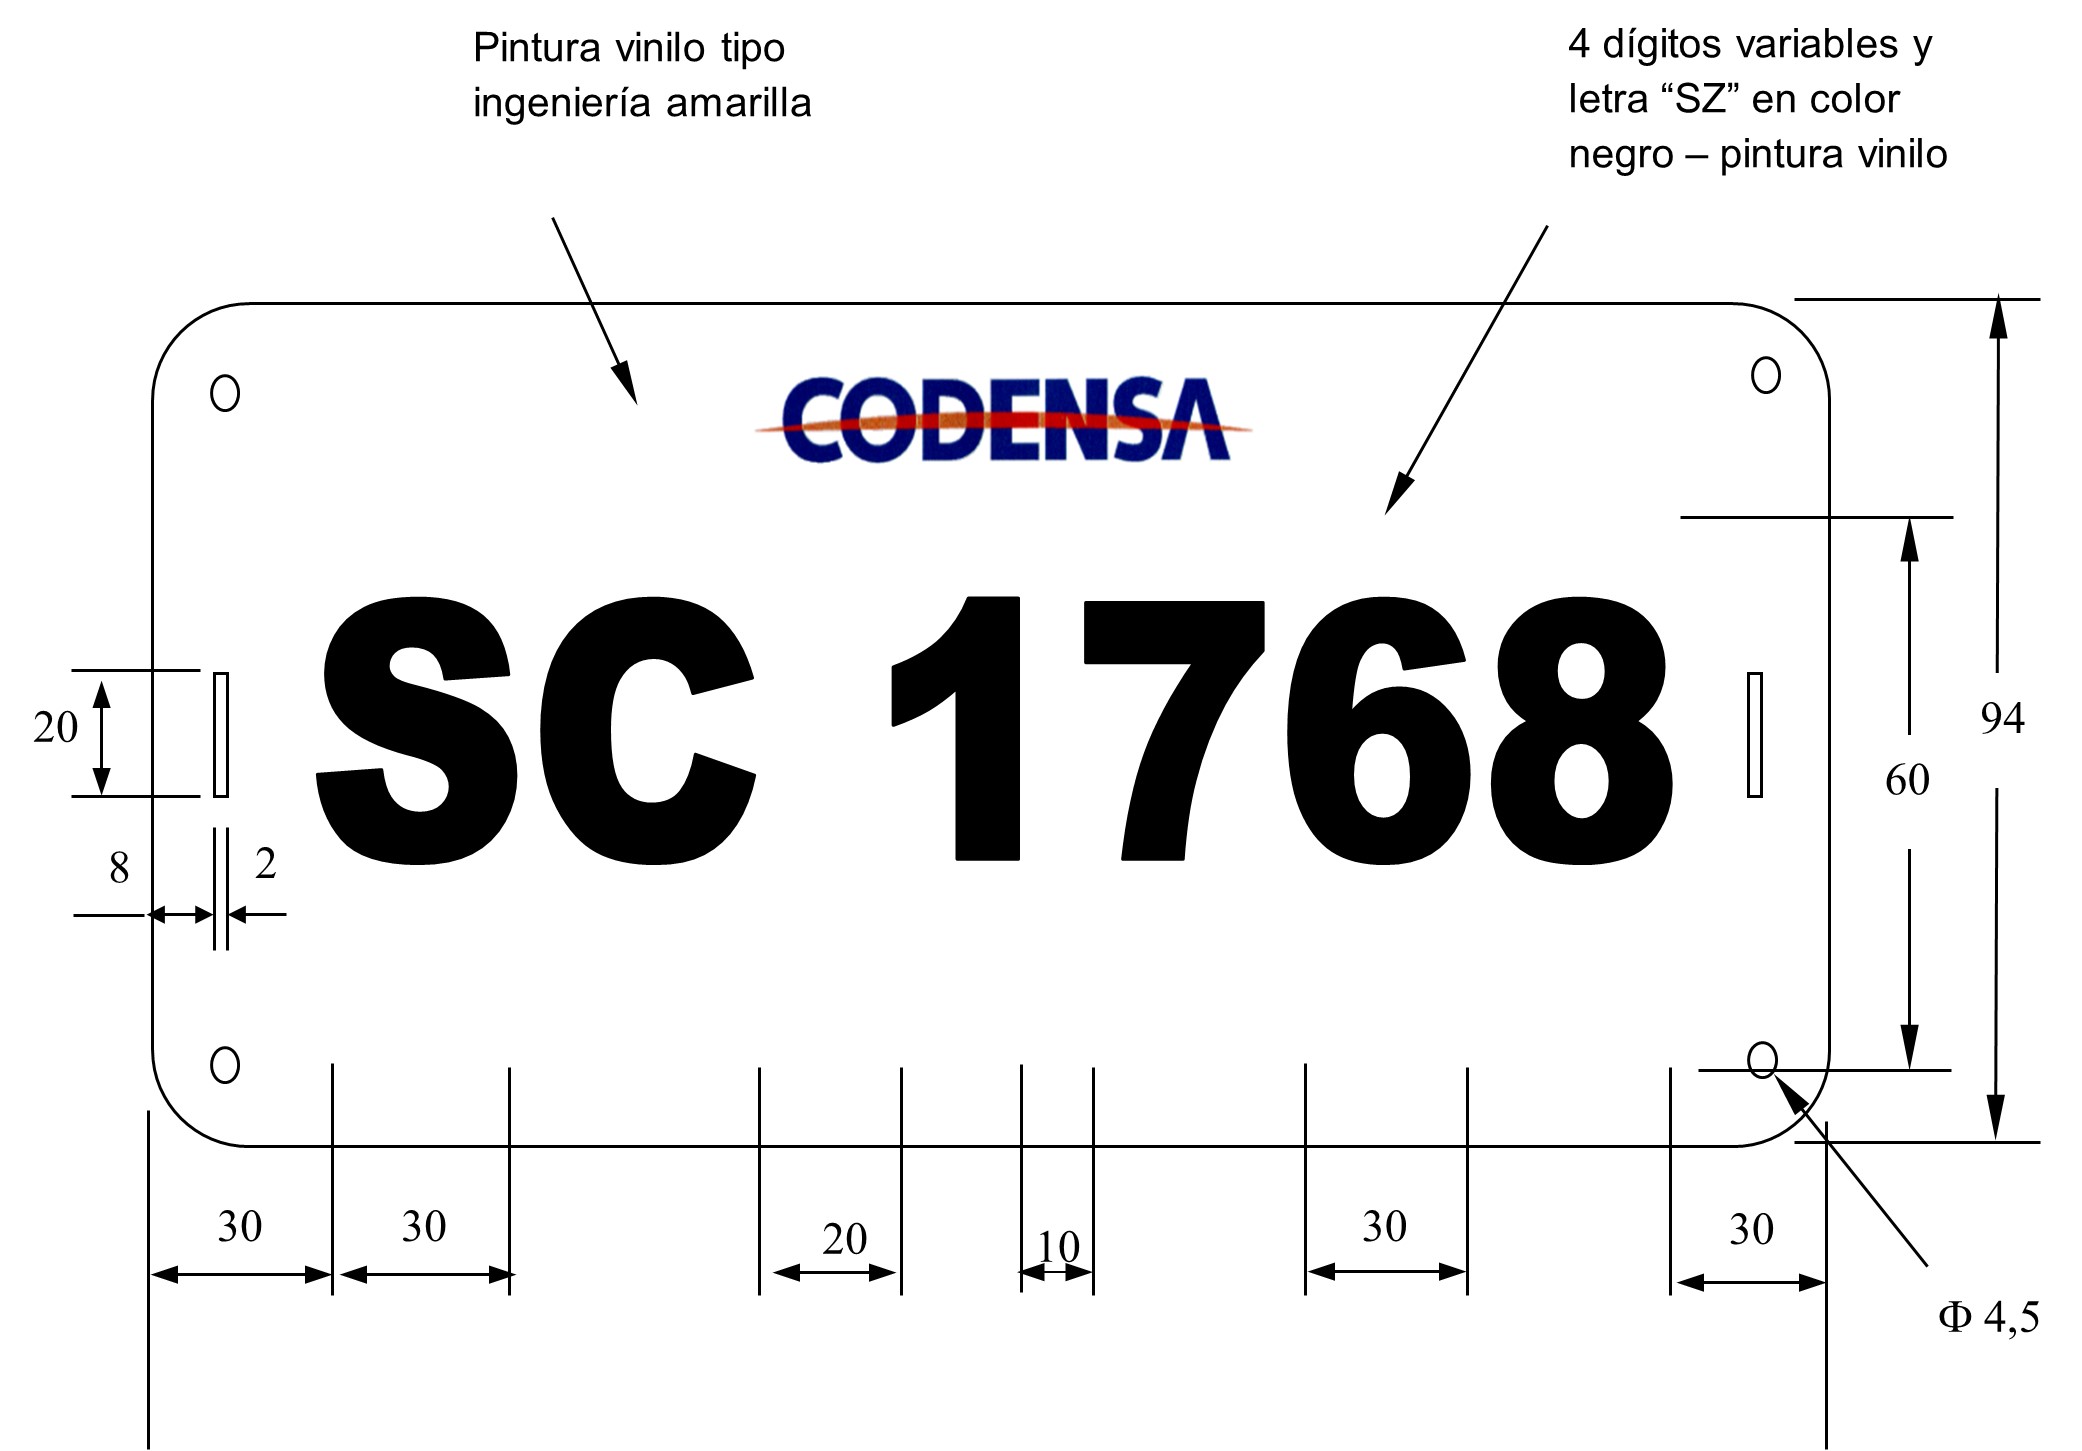 Pintura vinilo tipo
ingeniería amarilla
4 dígitos variables y
letra “SZ” en color
negro – pintura vinilo
CODENSA
SC 1768
20
94
60
8
2
30
30
20
10
30
30
Φ 4,5